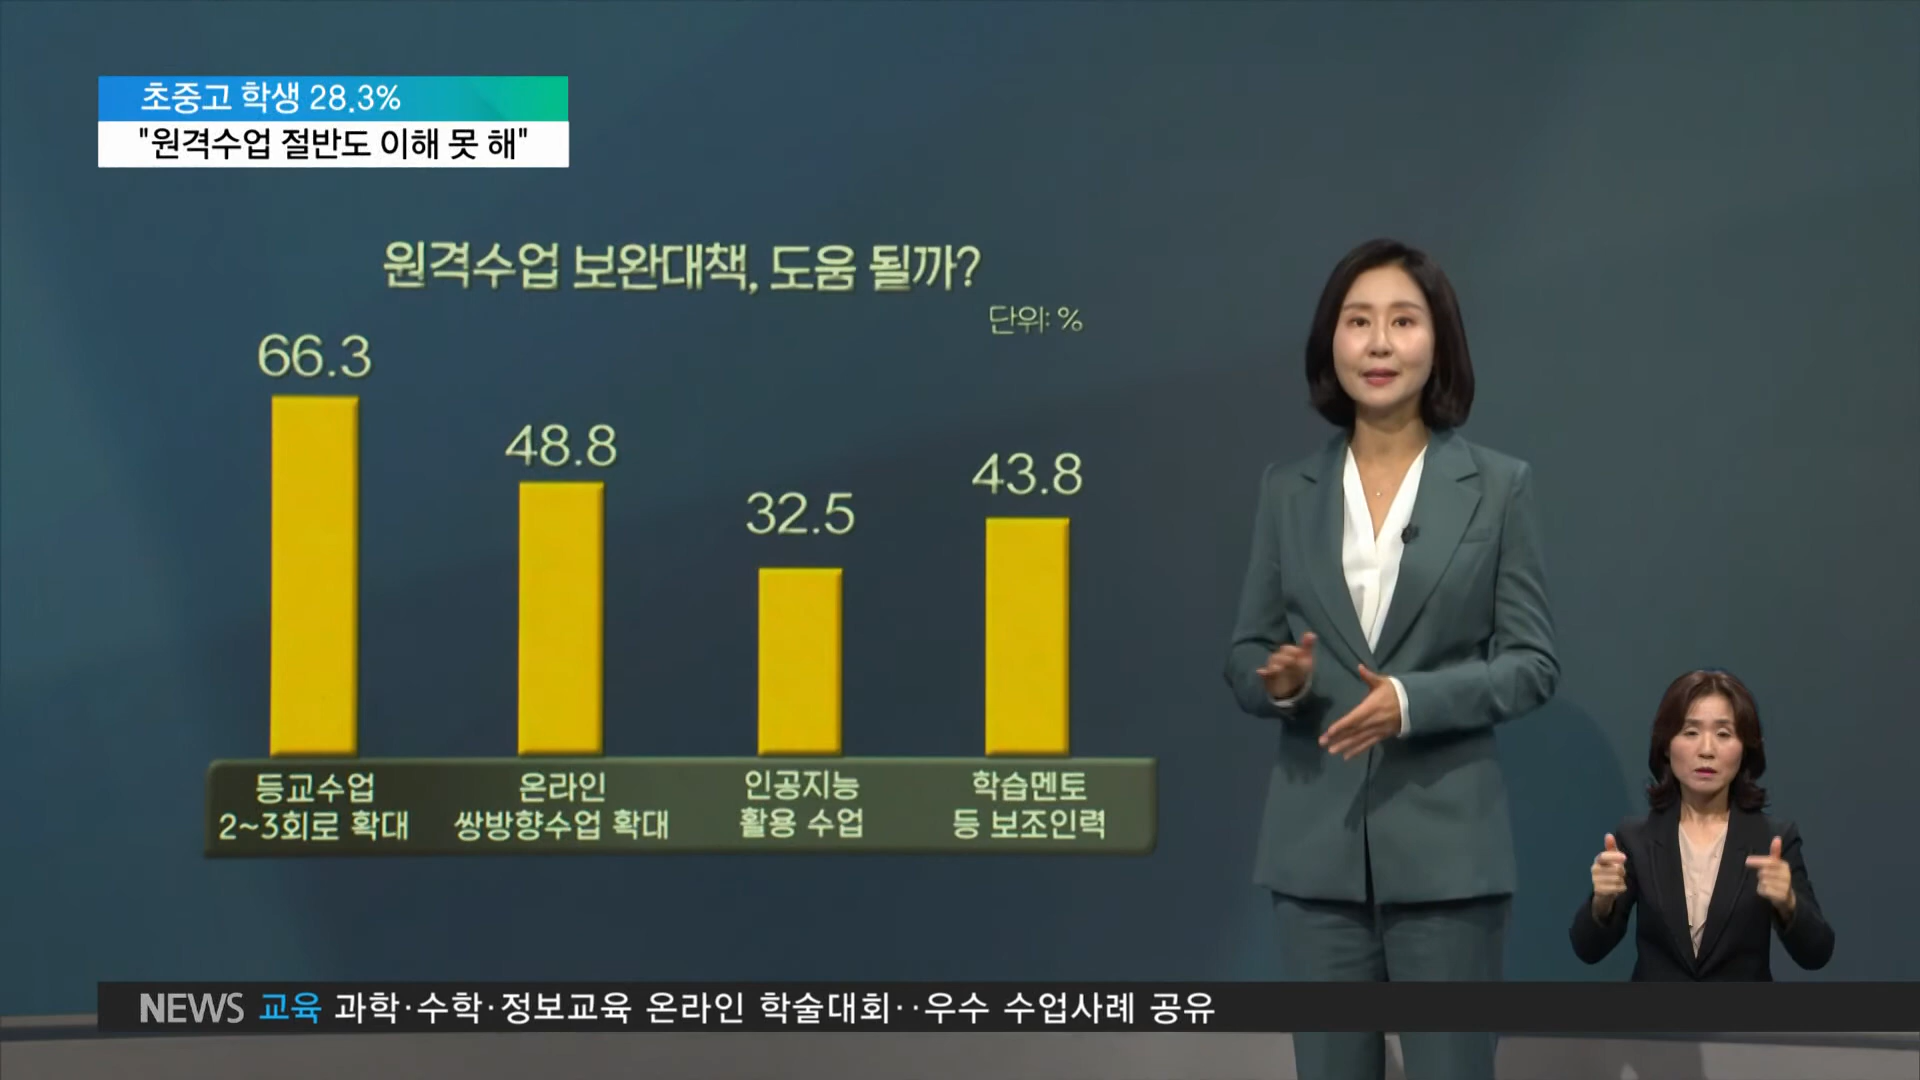 초중고 학생 28.3%
"원격수업 절반도 이해 못 해"
원격수업 보완대책, 도움 될까?
단위: %
66.3
48.8
32.5
43.8
등교수업
2~3회로 확대
온라인
쌍방향수업 확대
인공지능
활용 수업
학습멘토
등 보조인력
NEWS 교육 과학·수학·정보교육 온라인 학술대회··우수 수업사례 공유